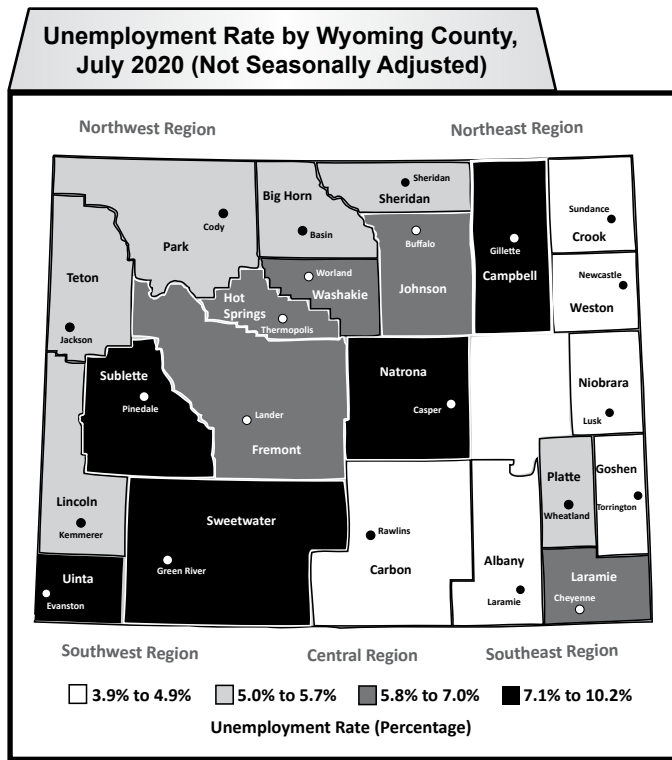 Unemployment Rate by Wyoming County,
July 2020 (Not Seasonally Adjusted)
Northwest Region
Northeast Region
Sheridan
Sheridan
Big Horn
Basin
Cody
Park
Buffalo
Johnson
Gillette
Campbell
Sundance
Crook
Newcastle
Weston
Teton
Jackson
Worland
Washakie
Hot
Springs
Thermopolis
Sublette
Pinedale
Lander
Fremont
Natrona
Casper
Niobrara
Lusk
Lincoln
Kemmerer
Platte
Wheatland
Goshen
Torrington
Sweetwater
Green River
Rawlins
Carbon
Albany
Laramie
Laramie
Cheyenne
Uinta
Evanston
Southwest Region
Central Region
Southeast Region
3.9% to 4.9% 5.0% to 5.7% 5.8% to 7.0% 7.1% to 10.2%
Unemployment Rate (Percentage)